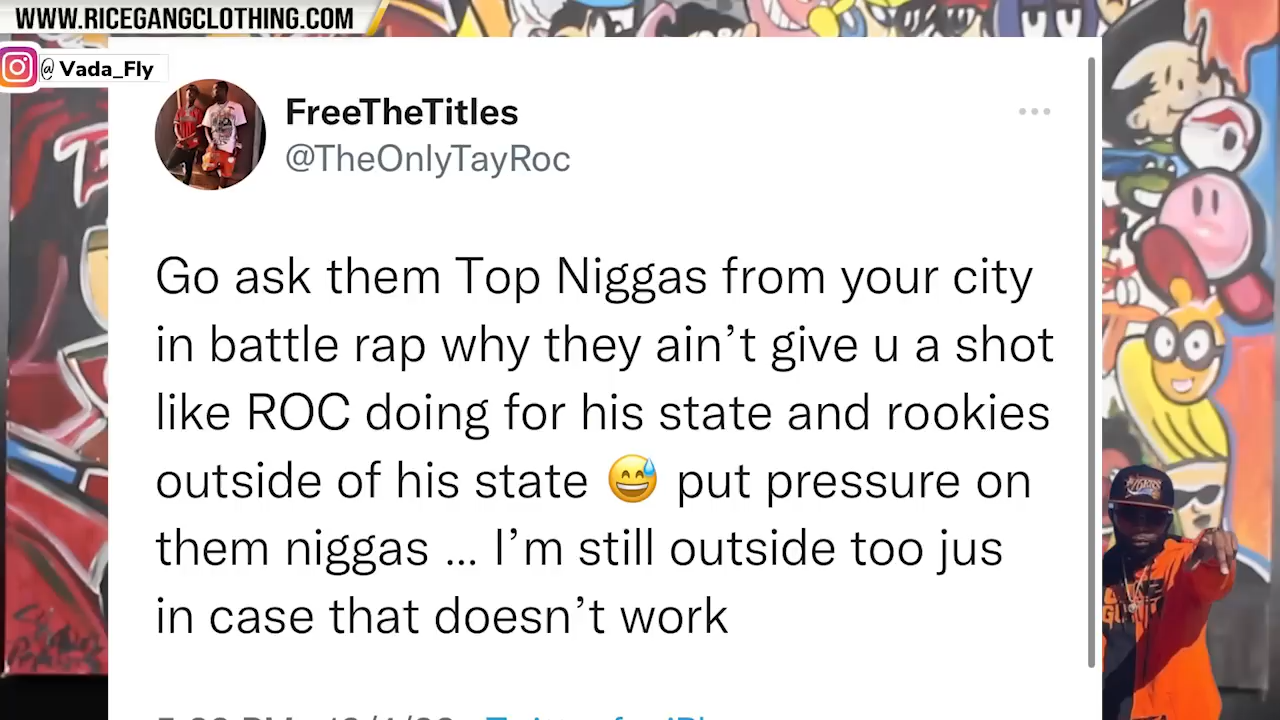 WWW.RICEGANGCLOTHING.COM
@ Vada_Fly
FreeTheTitles
@TheOnlyTayRoc
Go ask them Top Niggas from your city
in battle rap why they ain’t give u a shot
like ROC doing for his state and rookies
outside of his state 😅 put pressure on
them niggas ... I’m still outside too jus
in case that doesn’t work